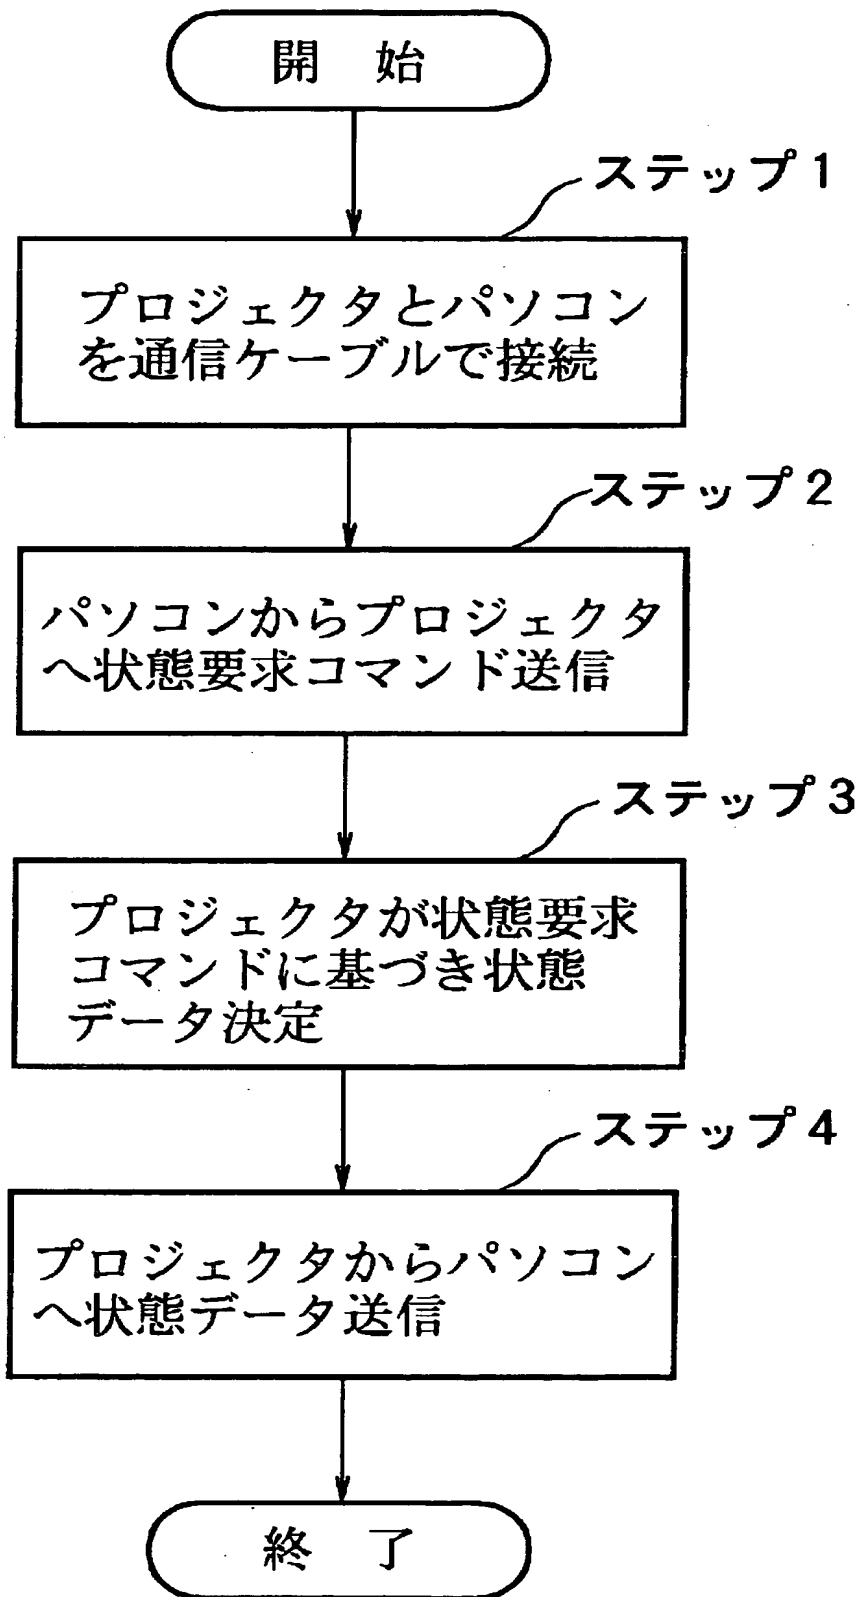 開 始
ステップ1
プロジェクタとパソコン
を通信ケーブルで接続
ステップ2
パソコンからプロジェクタ
へ状態要求コマンド送信
ステップ3
プロジェクタが状態要求
コマンドに基づき状態
データ決定
ステップ4
プロジェクタからパソコン
へ状態データ送信
終 了